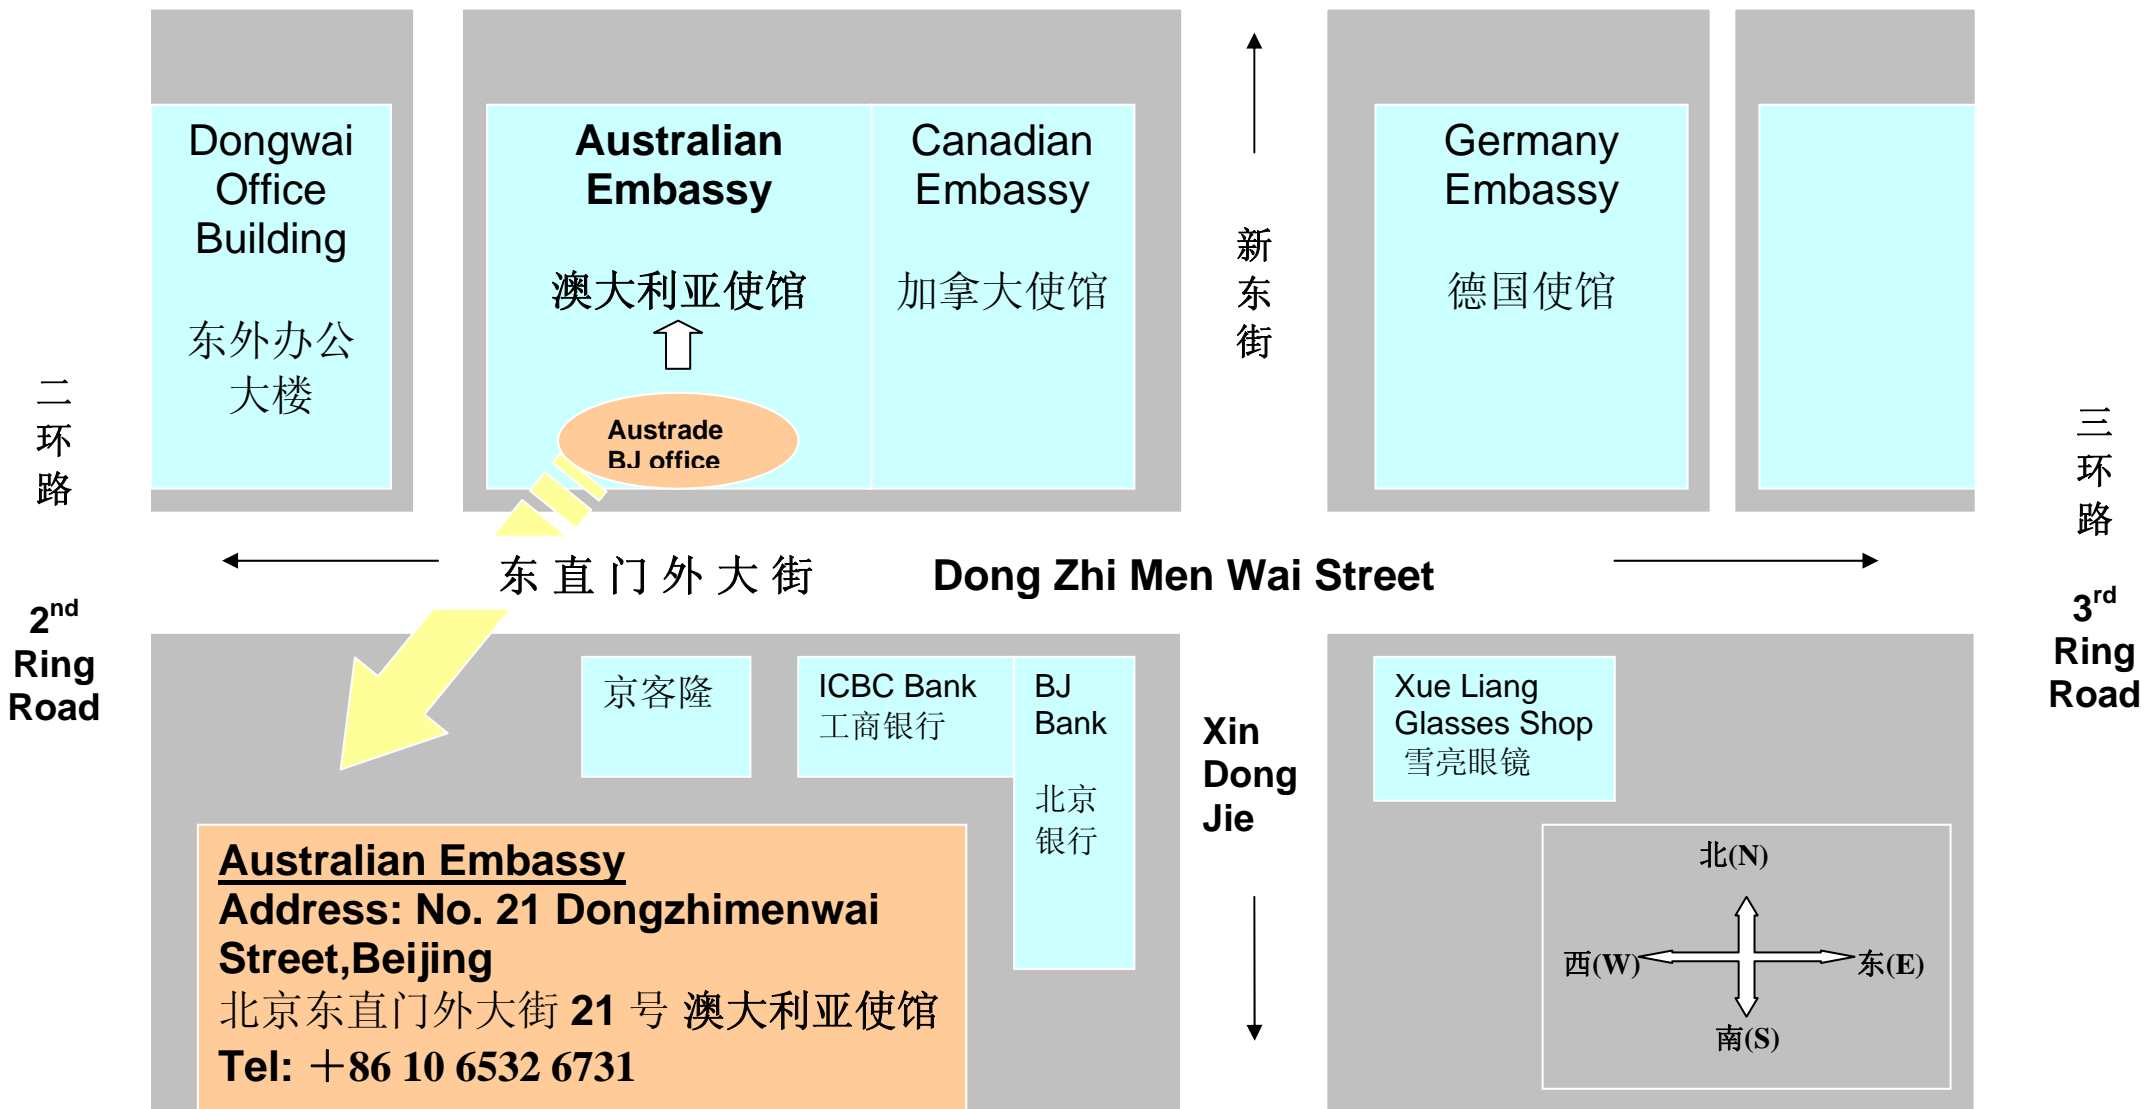 Dongwai
Office
Building
东外办公
大楼
Australian
Embassy
澳大利亚使馆
Canadian
Embassy
加拿大使馆
新
东
街
Germany
Embassy
德国使馆
Austrade
BJ office
二
环
路
2nd
Ring
Road
三
环
路
3rd
Ring
Road
东直门外大街 Dong Zhi Men Wai Street
京客隆
ICBC Bank
工商银行
BJ
Bank
北京
银行
Xin
Dong
Jie
Xue Liang
Glasses Shop
雪亮眼镜
Australian Embassy
Address: No. 21 Dongzhimenwai
Street,Beijing
北京东直门外大街 21 号 澳大利亚使馆
Tel: +86 10 6532 6731
北(N)
西(W)
东(E)
南(S)